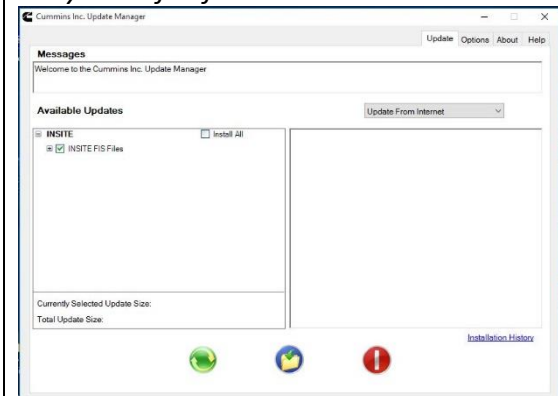 Cummins Inc. Update Manager
Update Options About Help
Messages
Welcome to the Cummins Inc. Update Manager
Available Updates
Update From Internet
INSITE
Install All
INSITE FIS Files
Currently Selected Update Size:
Total Update Size:
Installation History